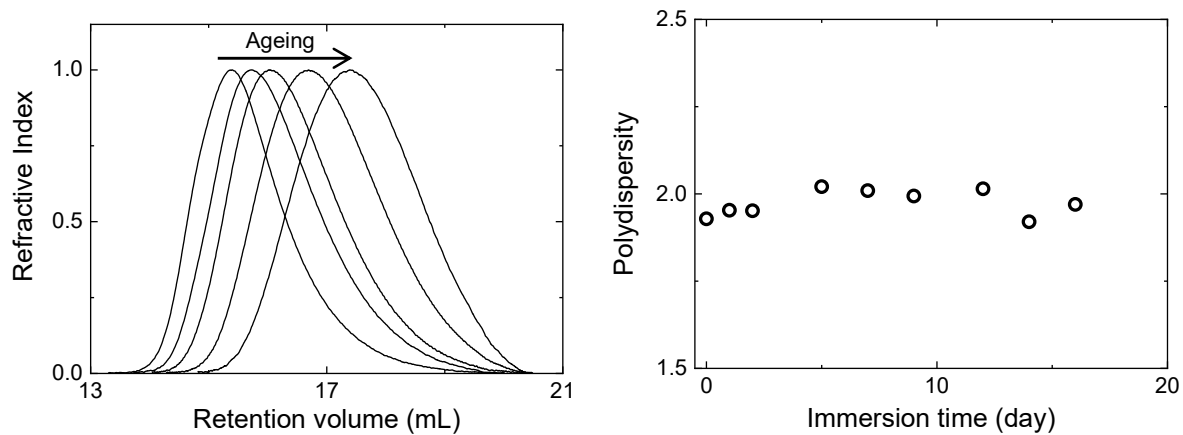 Ageing
1.0
0.5
0.0
Refractive Index
13
17
21
Retention volume (mL)
2.5
2.0
1.5
Polydispersity
0
10
20
Immersion time (day)